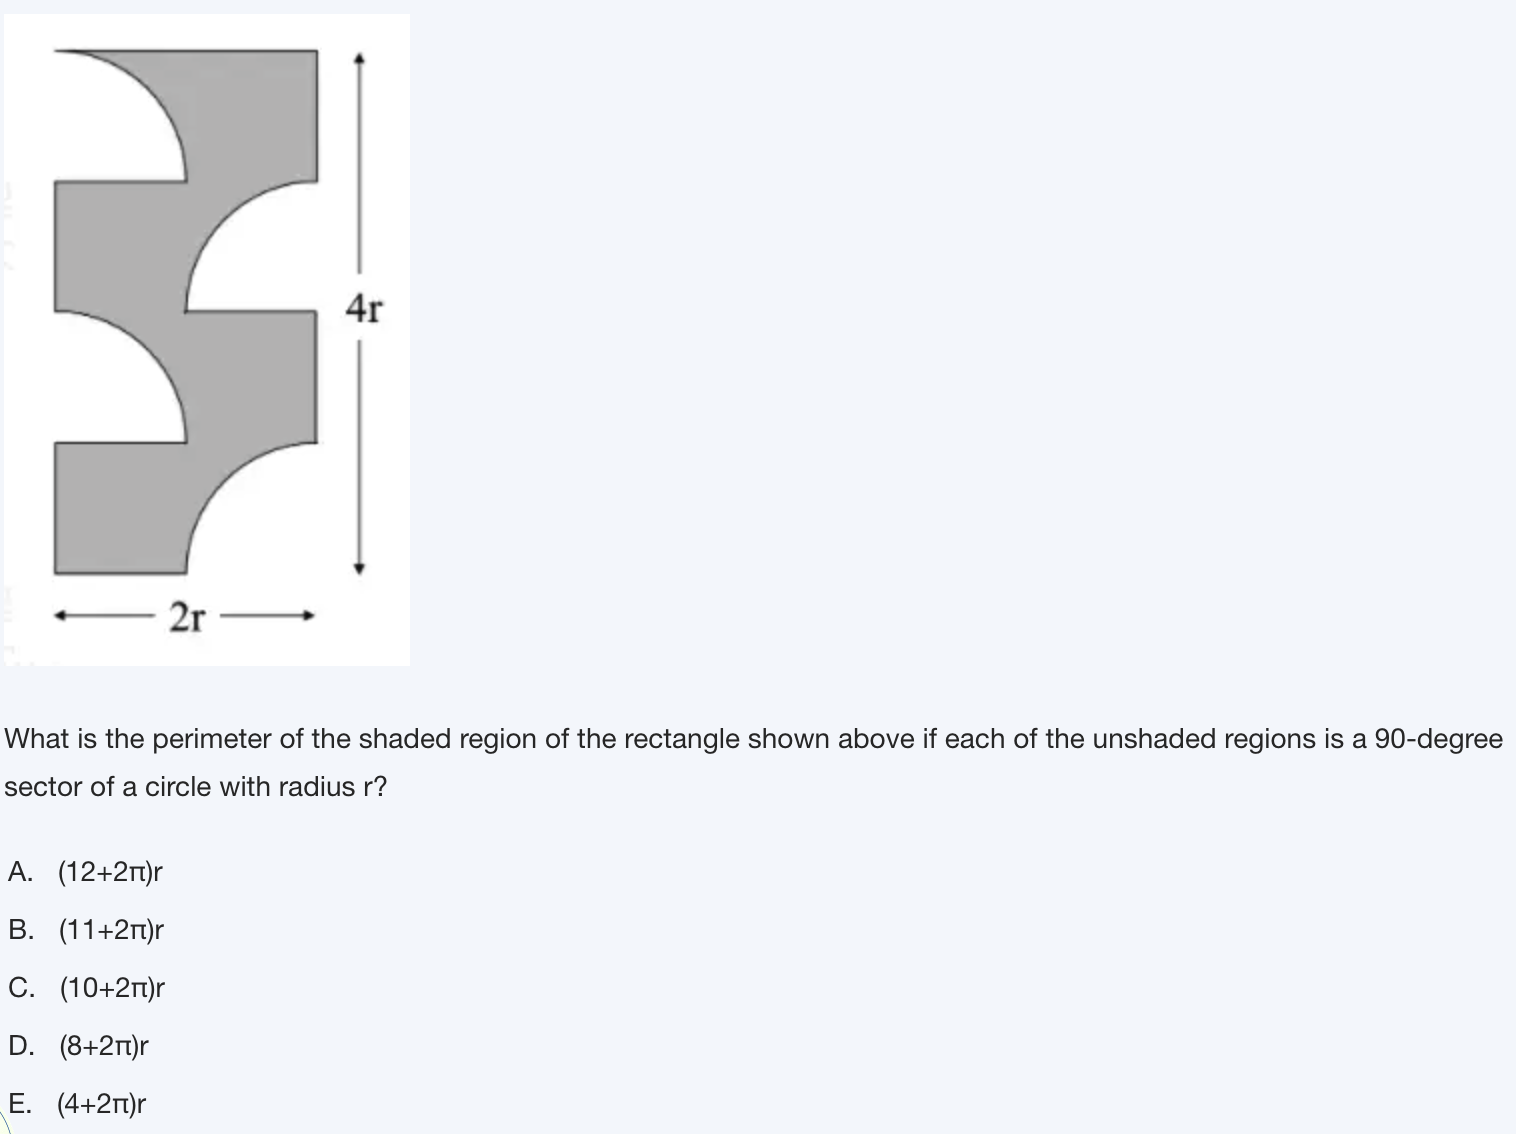 4r
2r
What is the perimeter of the shaded region of the rectangle shown above if each of the unshaded regions is a 90-degree
sector of a circle with radius r?
A. (12+2π)r
B. (11+2π)r
C. (10+2π)r
D. (8+2π)r
E. (4+2π)r